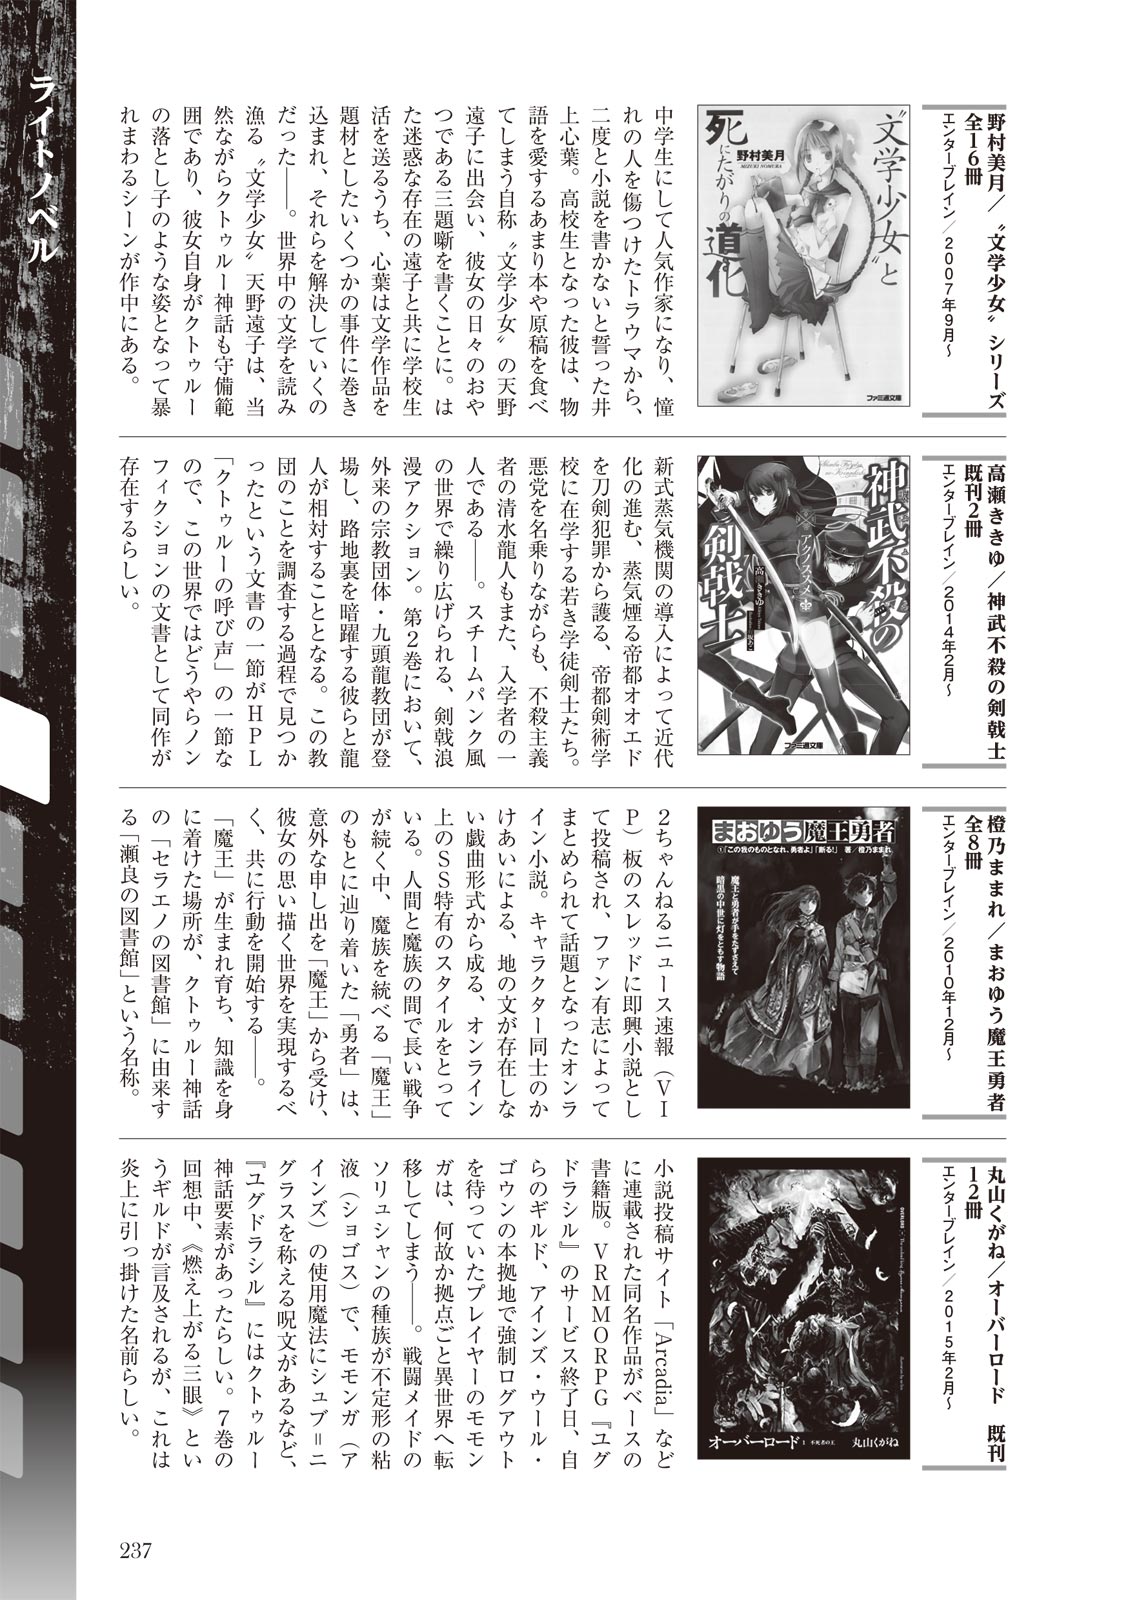 ライトノベル
野村美月／〝文学少女〟シリーズ
全16冊
エンターブレイン／2007年9月～
〝文学少女〟と
死にたがりの道化
野村美月
MIZUKI NOMURA
ファミ通文庫
中学生にして人気作家になり、憧
れの人を傷つけたトラウマから、
二度と小説を書かないと誓った井
上心葉。高校生となった彼は、物
語を愛するあまり本や原稿を食べ
てしまう自称〝文学少女〟の天野
遠子に出会い、彼女の日々のおや
つである三題噺を書くことに。は
た迷惑な存在の遠子と共に学校生
活を送るうち、心葉は文学作品を
題材としたいくつかの事件に巻き
込まれ、それらを解決していくの
だった――。世界中の文学を読み
漁る〝文学少女〟天野遠子は、当
然ながらクトゥルー神話も守備範
囲であり、彼女自身がクトゥルー
の落とし子のような姿となって暴
れまわるシーンが作中にある。
高瀬ききゆ／神武不殺の剣戟士
既刊2冊
エンターブレイン／2014年2月～
神武不殺の
剣戟士
アクノススメ
ファミ通文庫
新式蒸気機関の導入によって近代
化の進む、蒸気煙る帝都オオエド
を刀剣犯罪から護る、帝都剣術学
校に在学する若き学徒剣士たち。
悪党を名乗りながらも、不殺主義
者の清水龍人もまた、入学者の一
人である――。スチームパンク風
の世界で繰り広げられる、剣戟浪
漫アクション。第2巻において、
外来の宗教団体・九頭龍教団が登
場し、路地裏を暗躍する彼らと龍
人が相対することとなる。この教
団のことを調査する過程で見つか
ったという文書の一節がHPL
「クトゥルーの呼び声」の一節な
ので、この世界ではどうやらノン
フィクションの文書として同作が
存在するらしい。
橙乃ままれ／まおゆう魔王勇者
全8冊
エンターブレイン／2010年12月～
まおゆう魔王勇者
①「この我のものとなれ、勇者よ」「断る！」 著／橙乃ままれ
魔王と勇者が手をたずさえて
暗黒の中世に灯をともす物語
2ちゃんねるニュース速報（VI
P）板のスレッドに即興小説とし
て投稿され、ファン有志によって
まとめられて話題となったオンラ
イン小説。キャラクター同士のか
けあいによる、地の文が存在しな
い戯曲形式から成る、オンライン
上のSS特有のスタイルをとって
いる。人間と魔族の間で長い戦争
が続く中、魔族を統べる「魔王」
のもとに辿り着いた「勇者」は、
意外な申し出を「魔王」から受け、
彼女の思い描く世界を実現するべ
く、共に行動を開始する――。
「魔王」が生まれ育ち、知識を身
に着けた場所が、クトゥルー神話
の「セラエノの図書館」に由来す
る「瀬良の図書館」という名称。
丸山くがね／オーバーロード　既刊
12冊
エンターブレイン／2015年2月～
オーバーロード1 不死者の王
丸山くがね
小説投稿サイト「Arcadia」など
に連載された同名作品がベースの
書籍版。VRMMORPG『ユグ
ドラシル』のサービス終了日、自
らのギルド、アインズ・ウール・
ゴウンの本拠地で強制ログアウト
を待っていたプレイヤーのモモン
ガは、何故か拠点ごと異世界へ転
移してしまう――。戦闘メイドの
ソリュシャンの種族が不定形の粘
液（ショゴス）で、モモンガ（ア
インズ）の使用魔法にシュブ＝ニ
グラスを称える呪文があるなど、
『ユグドラシル』にはクトゥルー
神話要素があったらしい。7巻の
回想中、《燃え上がる三眼》とい
うギルドが言及されるが、これは
炎上に引っ掛けた名前らしい。
237